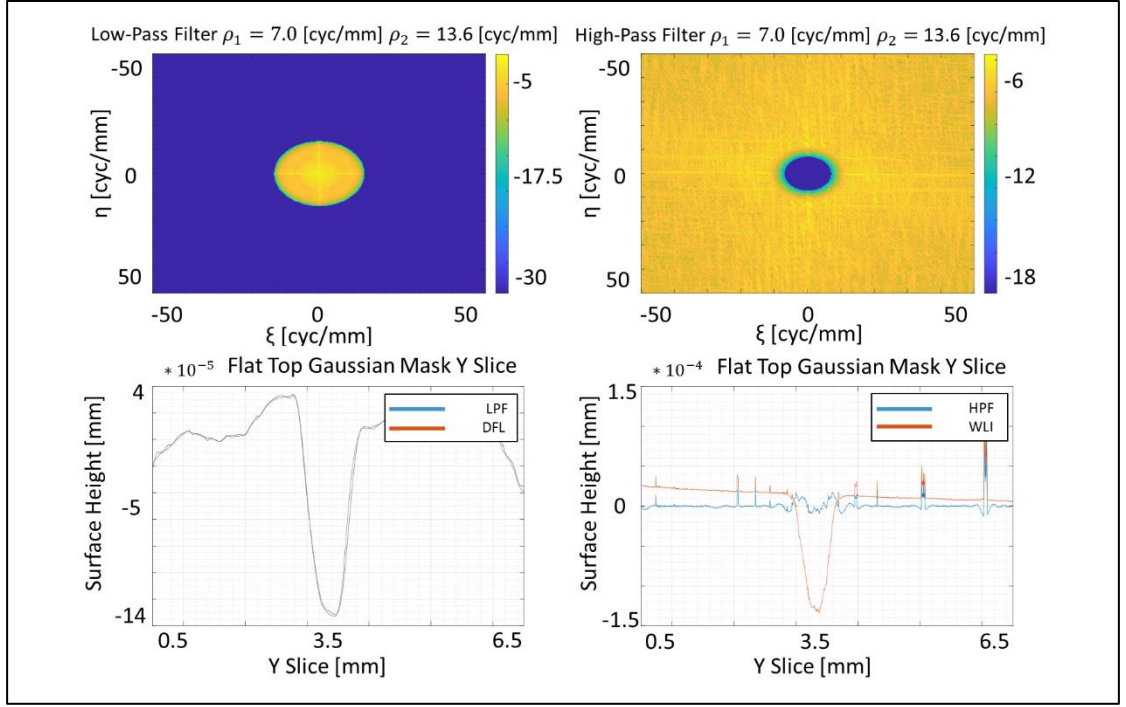 Low-Pass Filter ρ₁ = 7.0 [cyc/mm] ρ₂ = 13.6 [cyc/mm]
High-Pass Filter ρ₁ = 7.0 [cyc/mm] ρ₂ = 13.6 [cyc/mm]
-50
0
50
η [cyc/mm]
-50
0
50
ξ [cyc/mm]
-5
-17.5
-30
-50
0
50
η [cyc/mm]
-50
0
50
ξ [cyc/mm]
-6
-12
-18
* 10⁻⁵ Flat Top Gaussian Mask Y Slice
4
-5
-14
Surface Height [mm]
LPF
DFL
0.5
3.5
6.5
Y Slice [mm]
* 10⁻⁴ Flat Top Gaussian Mask Y Slice
1.5
0
-1.5
Surface Height [mm]
HPF
WLI
0.5
3.5
6.5
Y Slice [mm]